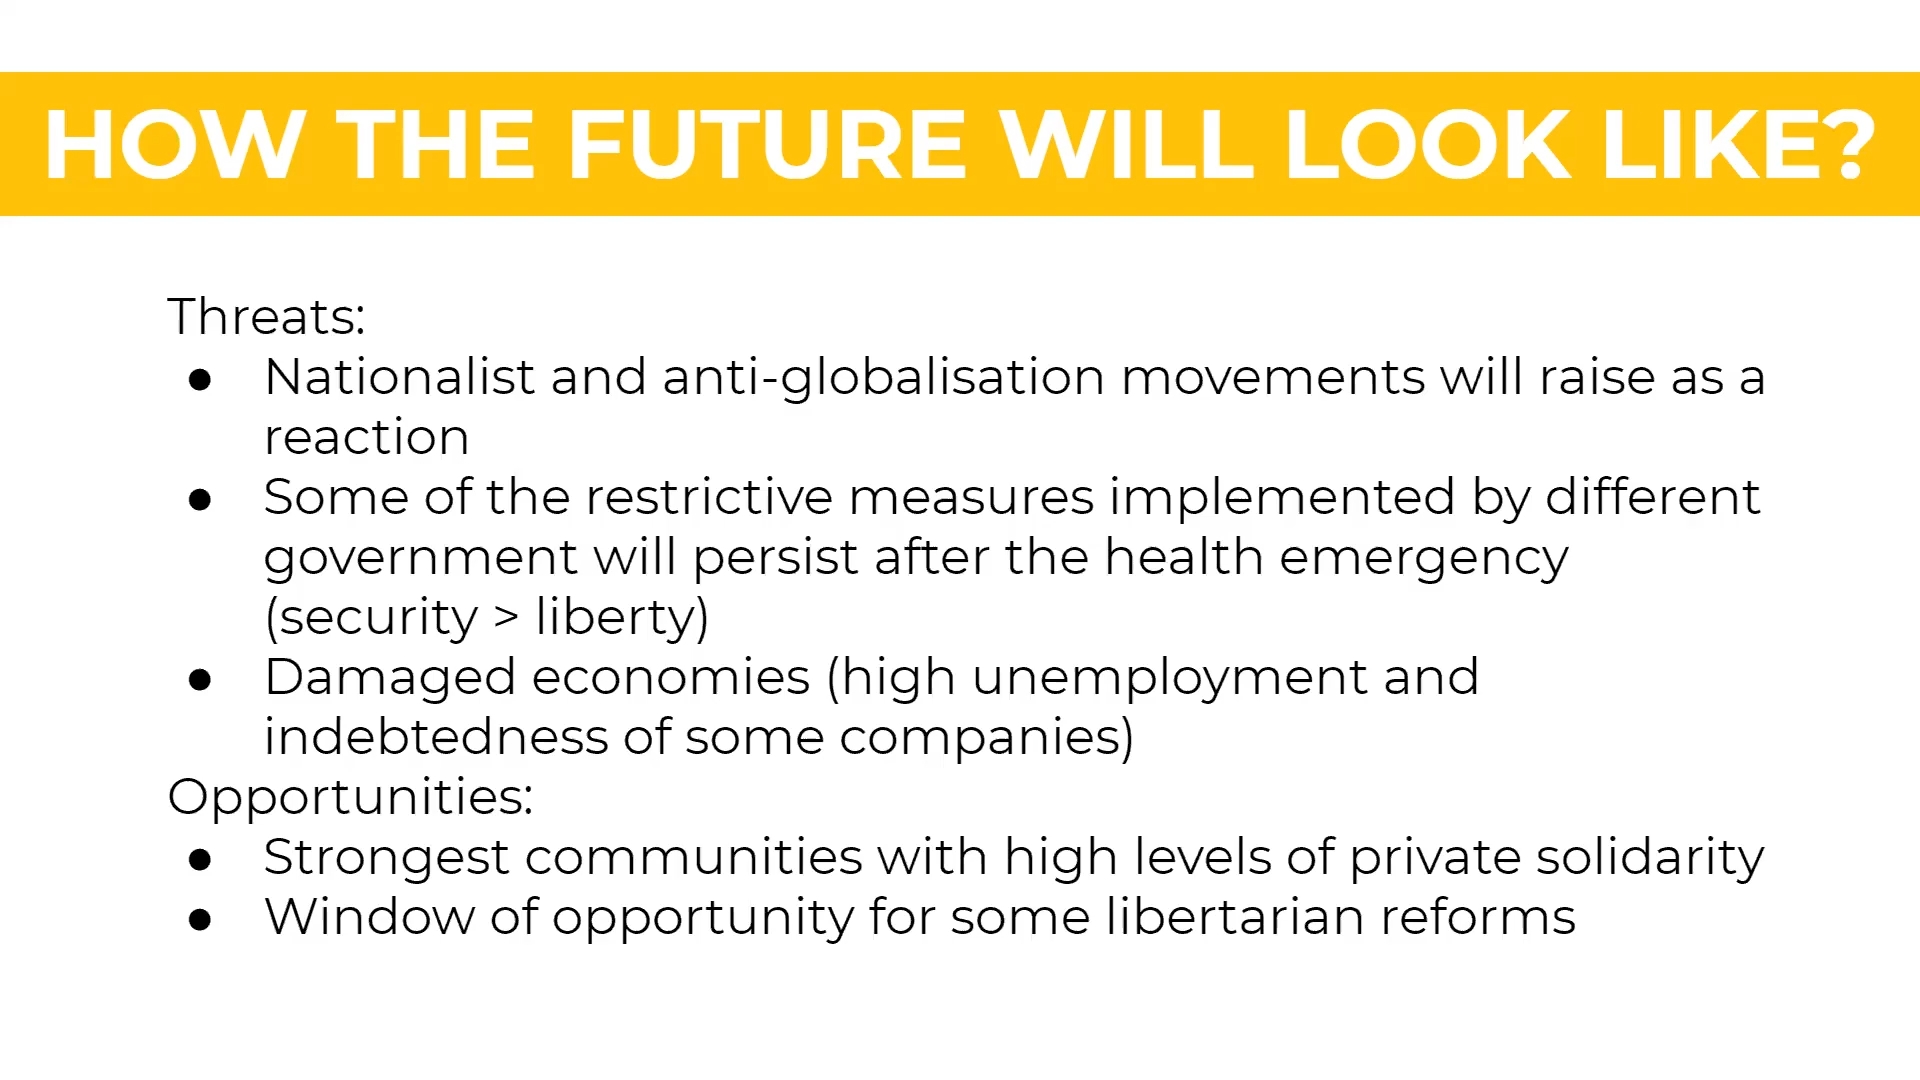 HOW THE FUTURE WILL LOOK LIKE?
Threats:
● Nationalist and anti-globalisation movements will raise as a
reaction
● Some of the restrictive measures implemented by different
government will persist after the health emergency
(security > liberty)
● Damaged economies (high unemployment and
indebtedness of some companies)
Opportunities:
● Strongest communities with high levels of private solidarity
● Window of opportunity for some libertarian reforms